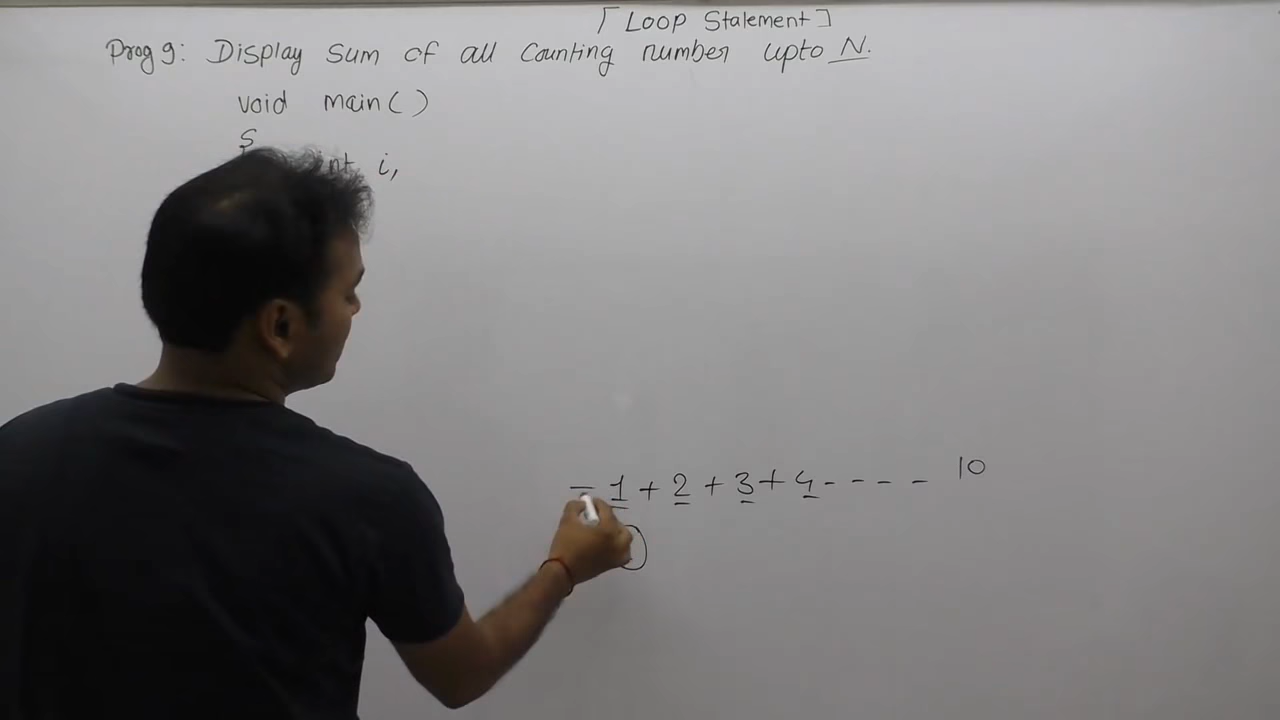 [Loop Statement]
Prog 9: Display sum of all Counting number upto N.
void main()
{
int i,
= 1 + 2 + 3 + 4 - - - - 10